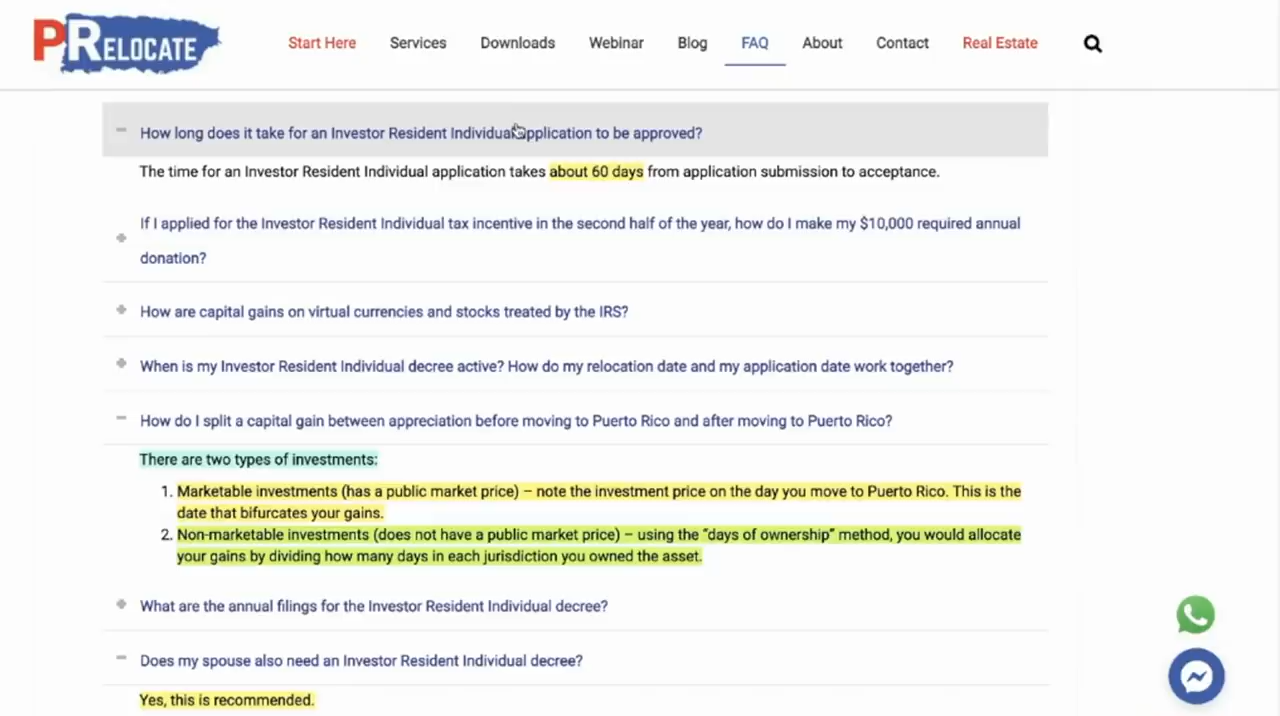 PRELOCATE
Start Here Services Downloads Webinar Blog FAQ About Contact Real Estate
How long does it take for an Investor Resident Individual application to be approved?
The time for an Investor Resident Individual application takes about 60 days from application submission to acceptance.
If I applied for the Investor Resident Individual tax incentive in the second half of the year, how do I make my $10,000 required annual
donation?
How are capital gains on virtual currencies and stocks treated by the IRS?
When is my Investor Resident Individual decree active? How do my relocation date and my application date work together?
How do I split a capital gain between appreciation before moving to Puerto Rico and after moving to Puerto Rico?
There are two types of investments:
1. Marketable investments (has a public market price) – note the investment price on the day you move to Puerto Rico. This is the
date that bifurcates your gains.
2. Non-marketable investments (does not have a public market price) – using the “days of ownership” method, you would allocate
your gains by dividing how many days in each jurisdiction you owned the asset.
What are the annual filings for the Investor Resident Individual decree?
Does my spouse also need an Investor Resident Individual decree?
Yes, this is recommended.